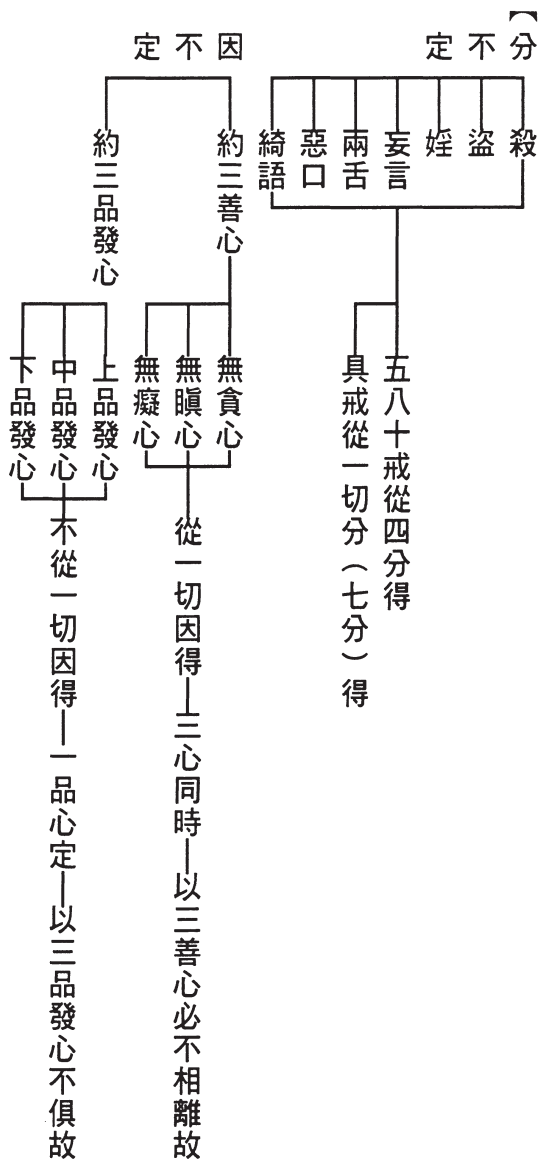 【分不定
殺
盜
婬
妄言
兩舌
惡口
綺語
五八十戒從四分得
具戒從一切分（七分）得
因不定
約三善心
無貪心
無瞋心
無癡心
從一切因得—三心同時—以三善心必不相離故
約三品發心
上品發心
中品發心
下品發心
不從一切因得—一品心定—以三品發心不俱故